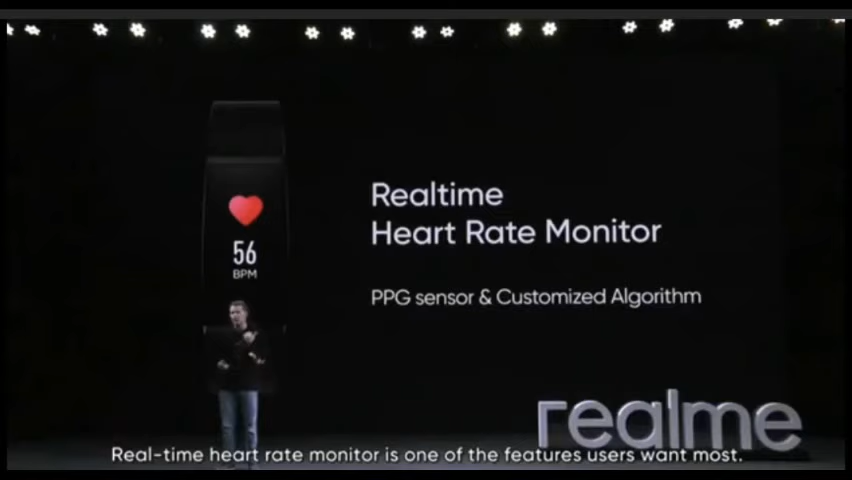 Realtime
Heart Rate Monitor
56
BPM
PPG sensor & Customized Algorithm
realme
Real-time heart rate monitor is one of the features users want most.